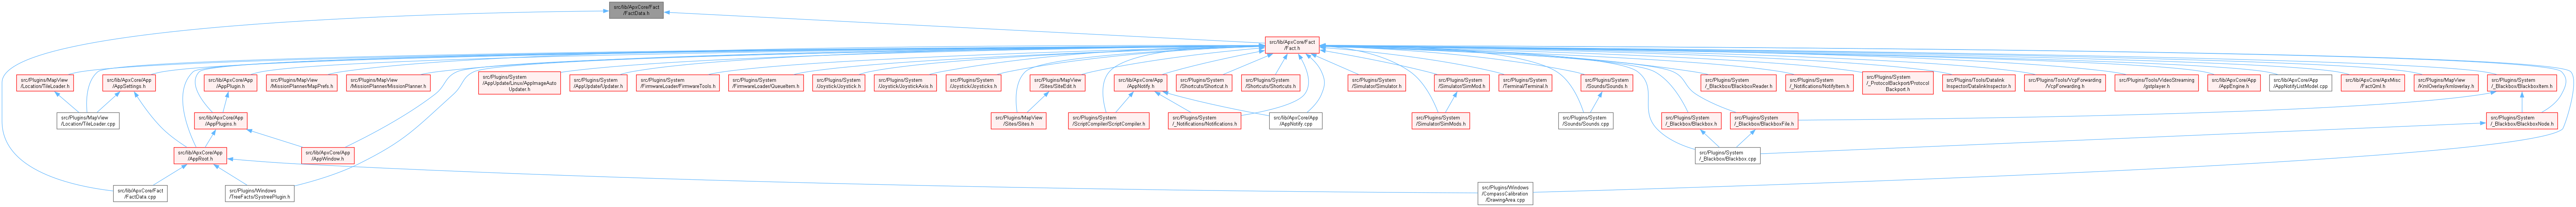 src/lib/ApxCore/Fact
/FactData.h
src/lib/ApxCore/Fact
/Fact.h
src/Plugins/MapView
/Location/TileLoader.h
src/lib/ApxCore/App
/AppSettings.h
src/lib/ApxCore/App
/AppPlugin.h
src/Plugins/MapView
/MissionPlanner/MapPrefs.h
src/Plugins/MapView
/MissionPlanner/MissionPlanner.h
src/Plugins/System
/AppUpdate/Linux/AppImageAuto
Updater.h
src/Plugins/System
/AppUpdate/Updater.h
src/Plugins/System
/FirmwareLoader/FirmwareTools.h
src/Plugins/System
/FirmwareLoader/QueueItem.h
src/Plugins/System
/Joystick/Joystick.h
src/Plugins/System
/Joystick/JoystickAxis.h
src/Plugins/System
/Joystick/Joysticks.h
src/Plugins/MapView
/Sites/SiteEdit.h
src/lib/ApxCore/App
/AppNotify.h
src/Plugins/System
/Shortcuts/Shortcut.h
src/Plugins/System
/Shortcuts/Shortcuts.h
src/Plugins/System
/Simulator/Simulator.h
src/Plugins/System
/Simulator/SimMod.h
src/Plugins/System
/Terminal/Terminal.h
src/Plugins/System
/Sounds/Sounds.h
src/Plugins/System
/_Blackbox/BlackboxReader.h
src/Plugins/System
/_Notifications/NotifyItem.h
src/Plugins/System
/_ProtocolBackport/Protocol
Backport.h
src/Plugins/Tools/Datalink
Inspector/DatalinkInspector.h
src/Plugins/Tools/VcpForwarding
/VcpForwarding.h
src/Plugins/Tools/VideoStreaming
/gstplayer.h
src/lib/ApxCore/App
/AppEngine.h
src/lib/ApxCore/App
/AppNotifyListModel.cpp
src/lib/ApxCore/ApxMisc
/FactQml.h
src/Plugins/MapView
/KmlOverlay/kmloverlay.h
src/Plugins/System
/_Blackbox/BlackboxItem.h
src/Plugins/MapView
/Location/TileLoader.cpp
src/lib/ApxCore/App
/AppPlugins.h
src/Plugins/MapView
/Sites/Sites.h
src/Plugins/System
/ScriptCompiler/ScriptCompiler.h
src/Plugins/System
/_Notifications/Notifications.h
src/lib/ApxCore/App
/AppNotify.cpp
src/Plugins/System
/Simulator/SimMods.h
src/Plugins/System
/Sounds/Sounds.cpp
src/Plugins/System
/_Blackbox/Blackbox.h
src/Plugins/System
/_Blackbox/BlackboxFile.h
src/Plugins/System
/_Blackbox/BlackboxNode.h
src/lib/ApxCore/App
/AppRoot.h
src/lib/ApxCore/App
/AppWindow.h
src/Plugins/System
/_Blackbox/Blackbox.cpp
src/lib/ApxCore/Fact
/FactData.cpp
src/Plugins/Windows
/TreeFacts/SystreePlugin.h
src/Plugins/Windows
/CompassCalibration
/DrawingArea.cpp